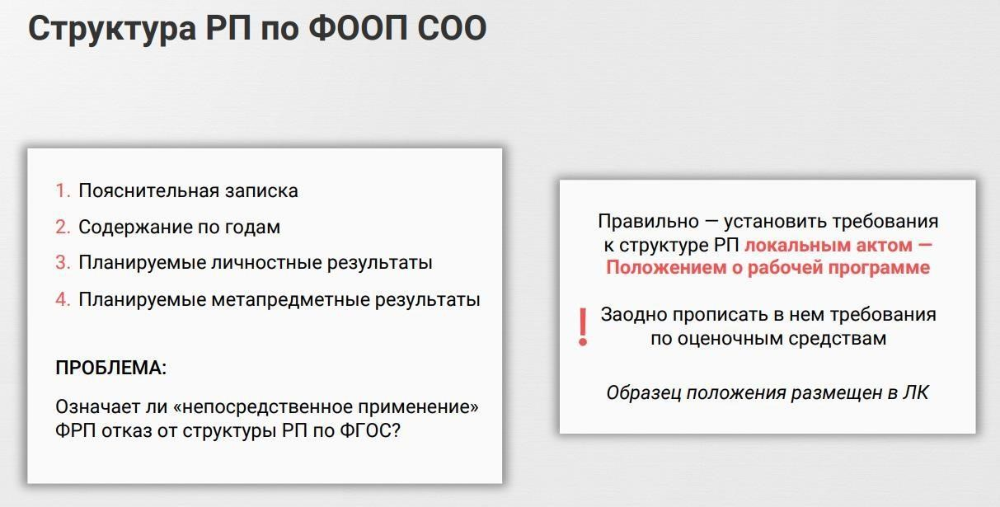 Структура РП по ФООП СОО
1. Пояснительная записка
2. Содержание по годам
3. Планируемые личностные результаты
4. Планируемые метапредметные результаты
ПРОБЛЕМА:
Означает ли «непосредственное применение»
ФРП отказ от структуры РП по ФГОС?
Правильно — установить требования
к структуре РП локальным актом —
Положением о рабочей программе
! Заодно прописать в нем требования
по оценочным средствам
Образец положения размещен в ЛК